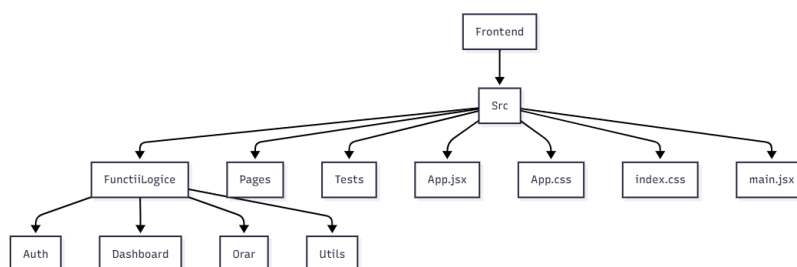 Frontend
Src
FunctiiLogice
Pages
Tests
App.jsx
App.css
index.css
main.jsx
Auth
Dashboard
Orar
Utils